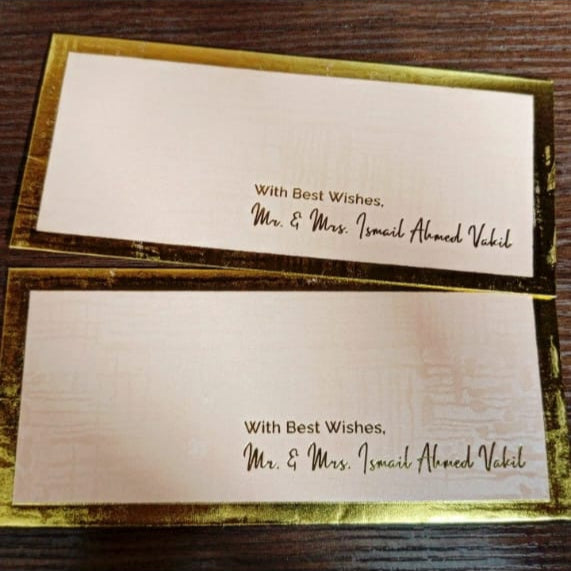 With Best Wishes,
Mr. & Mrs. Ismail Ahmed Vakil
With Best Wishes,
Mr. & Mrs. Ismail Ahmed Vakil